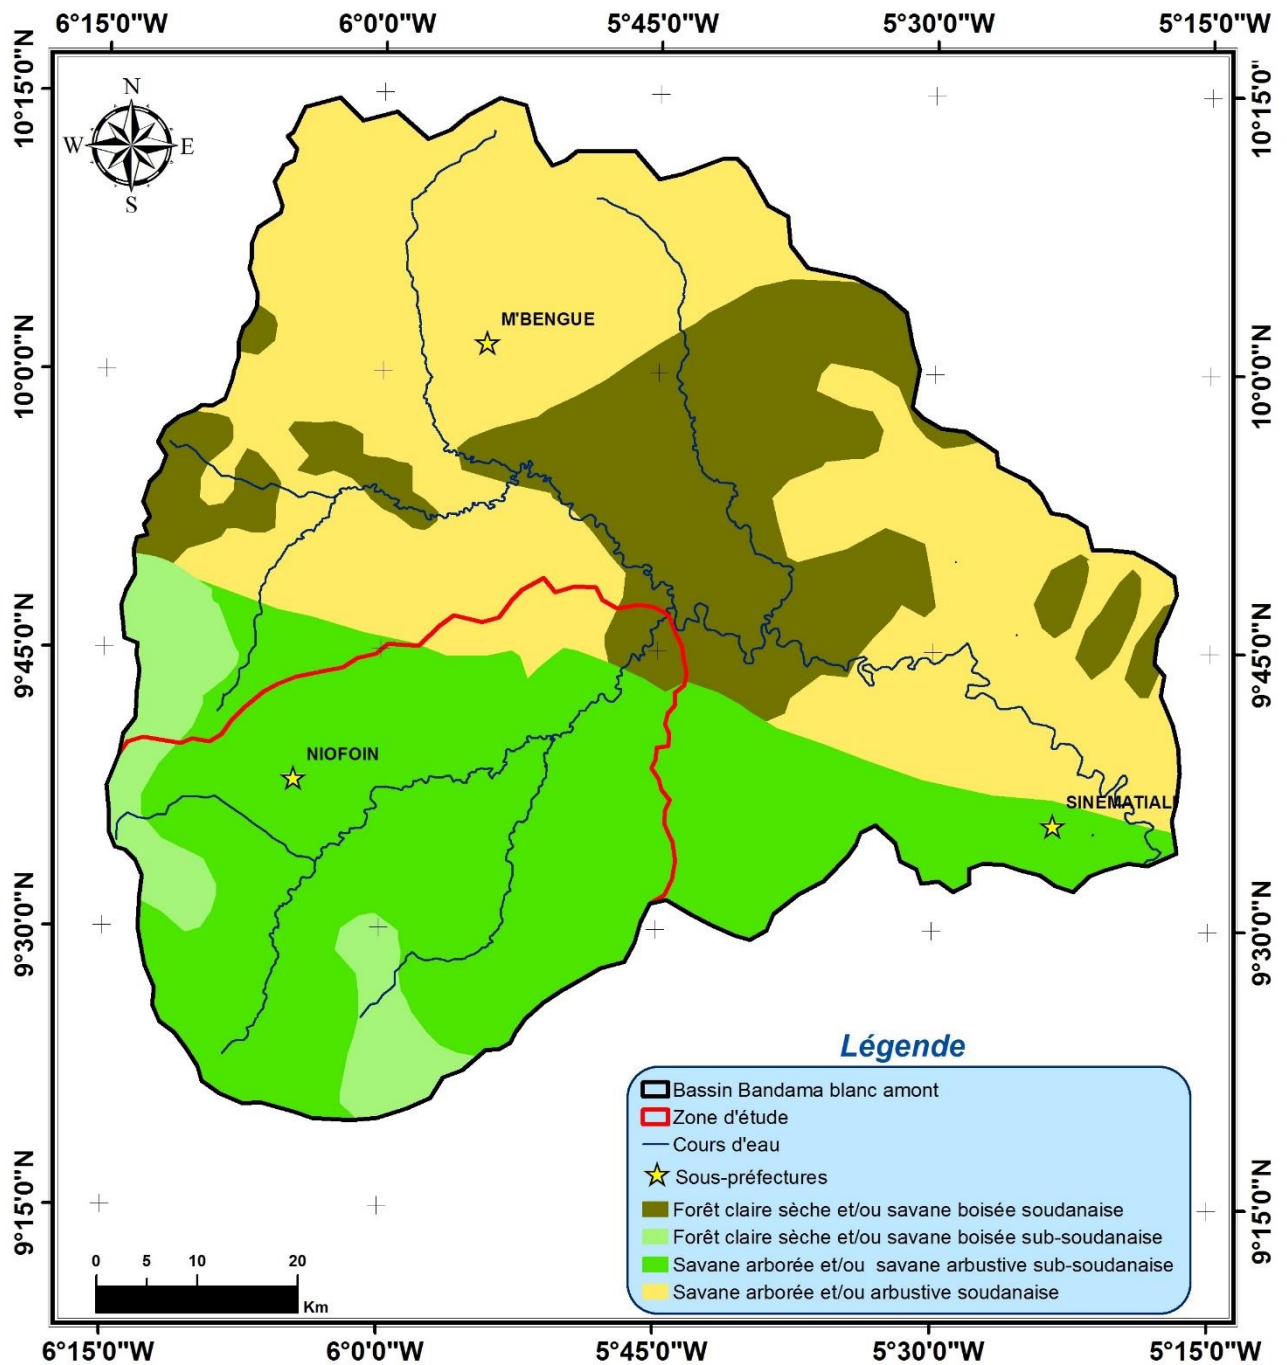 6°15'0"W 6°0'0"W 5°45'0"W 5°30'0"W 5°15'0"W
10°15'0"N 10°15'0"
N
W E
S
M'BENGUE
10°0'0"N 10°0'0"N
9°45'0"N 9°45'0"N
NIOFOIN
SINEMATIALI
9°30'0"N 9°30'0"N
Légende
Bassin Bandama blanc amont
Zone d'étude
Cours d'eau
Sous-préfectures
Forêt claire sèche et/ou savane boisée soudanaise
Forêt claire sèche et/ou savane boisée sub-soudanaise
Savane arborée et/ou savane arbustive sub-soudanaise
Savane arborée et/ou arbustive soudanaise
9°15'0"N 9°15'0"N
0 5 10 20
Km
6°15'0"W 6°0'0"W 5°45'0"W 5°30'0"W 5°15'0"W